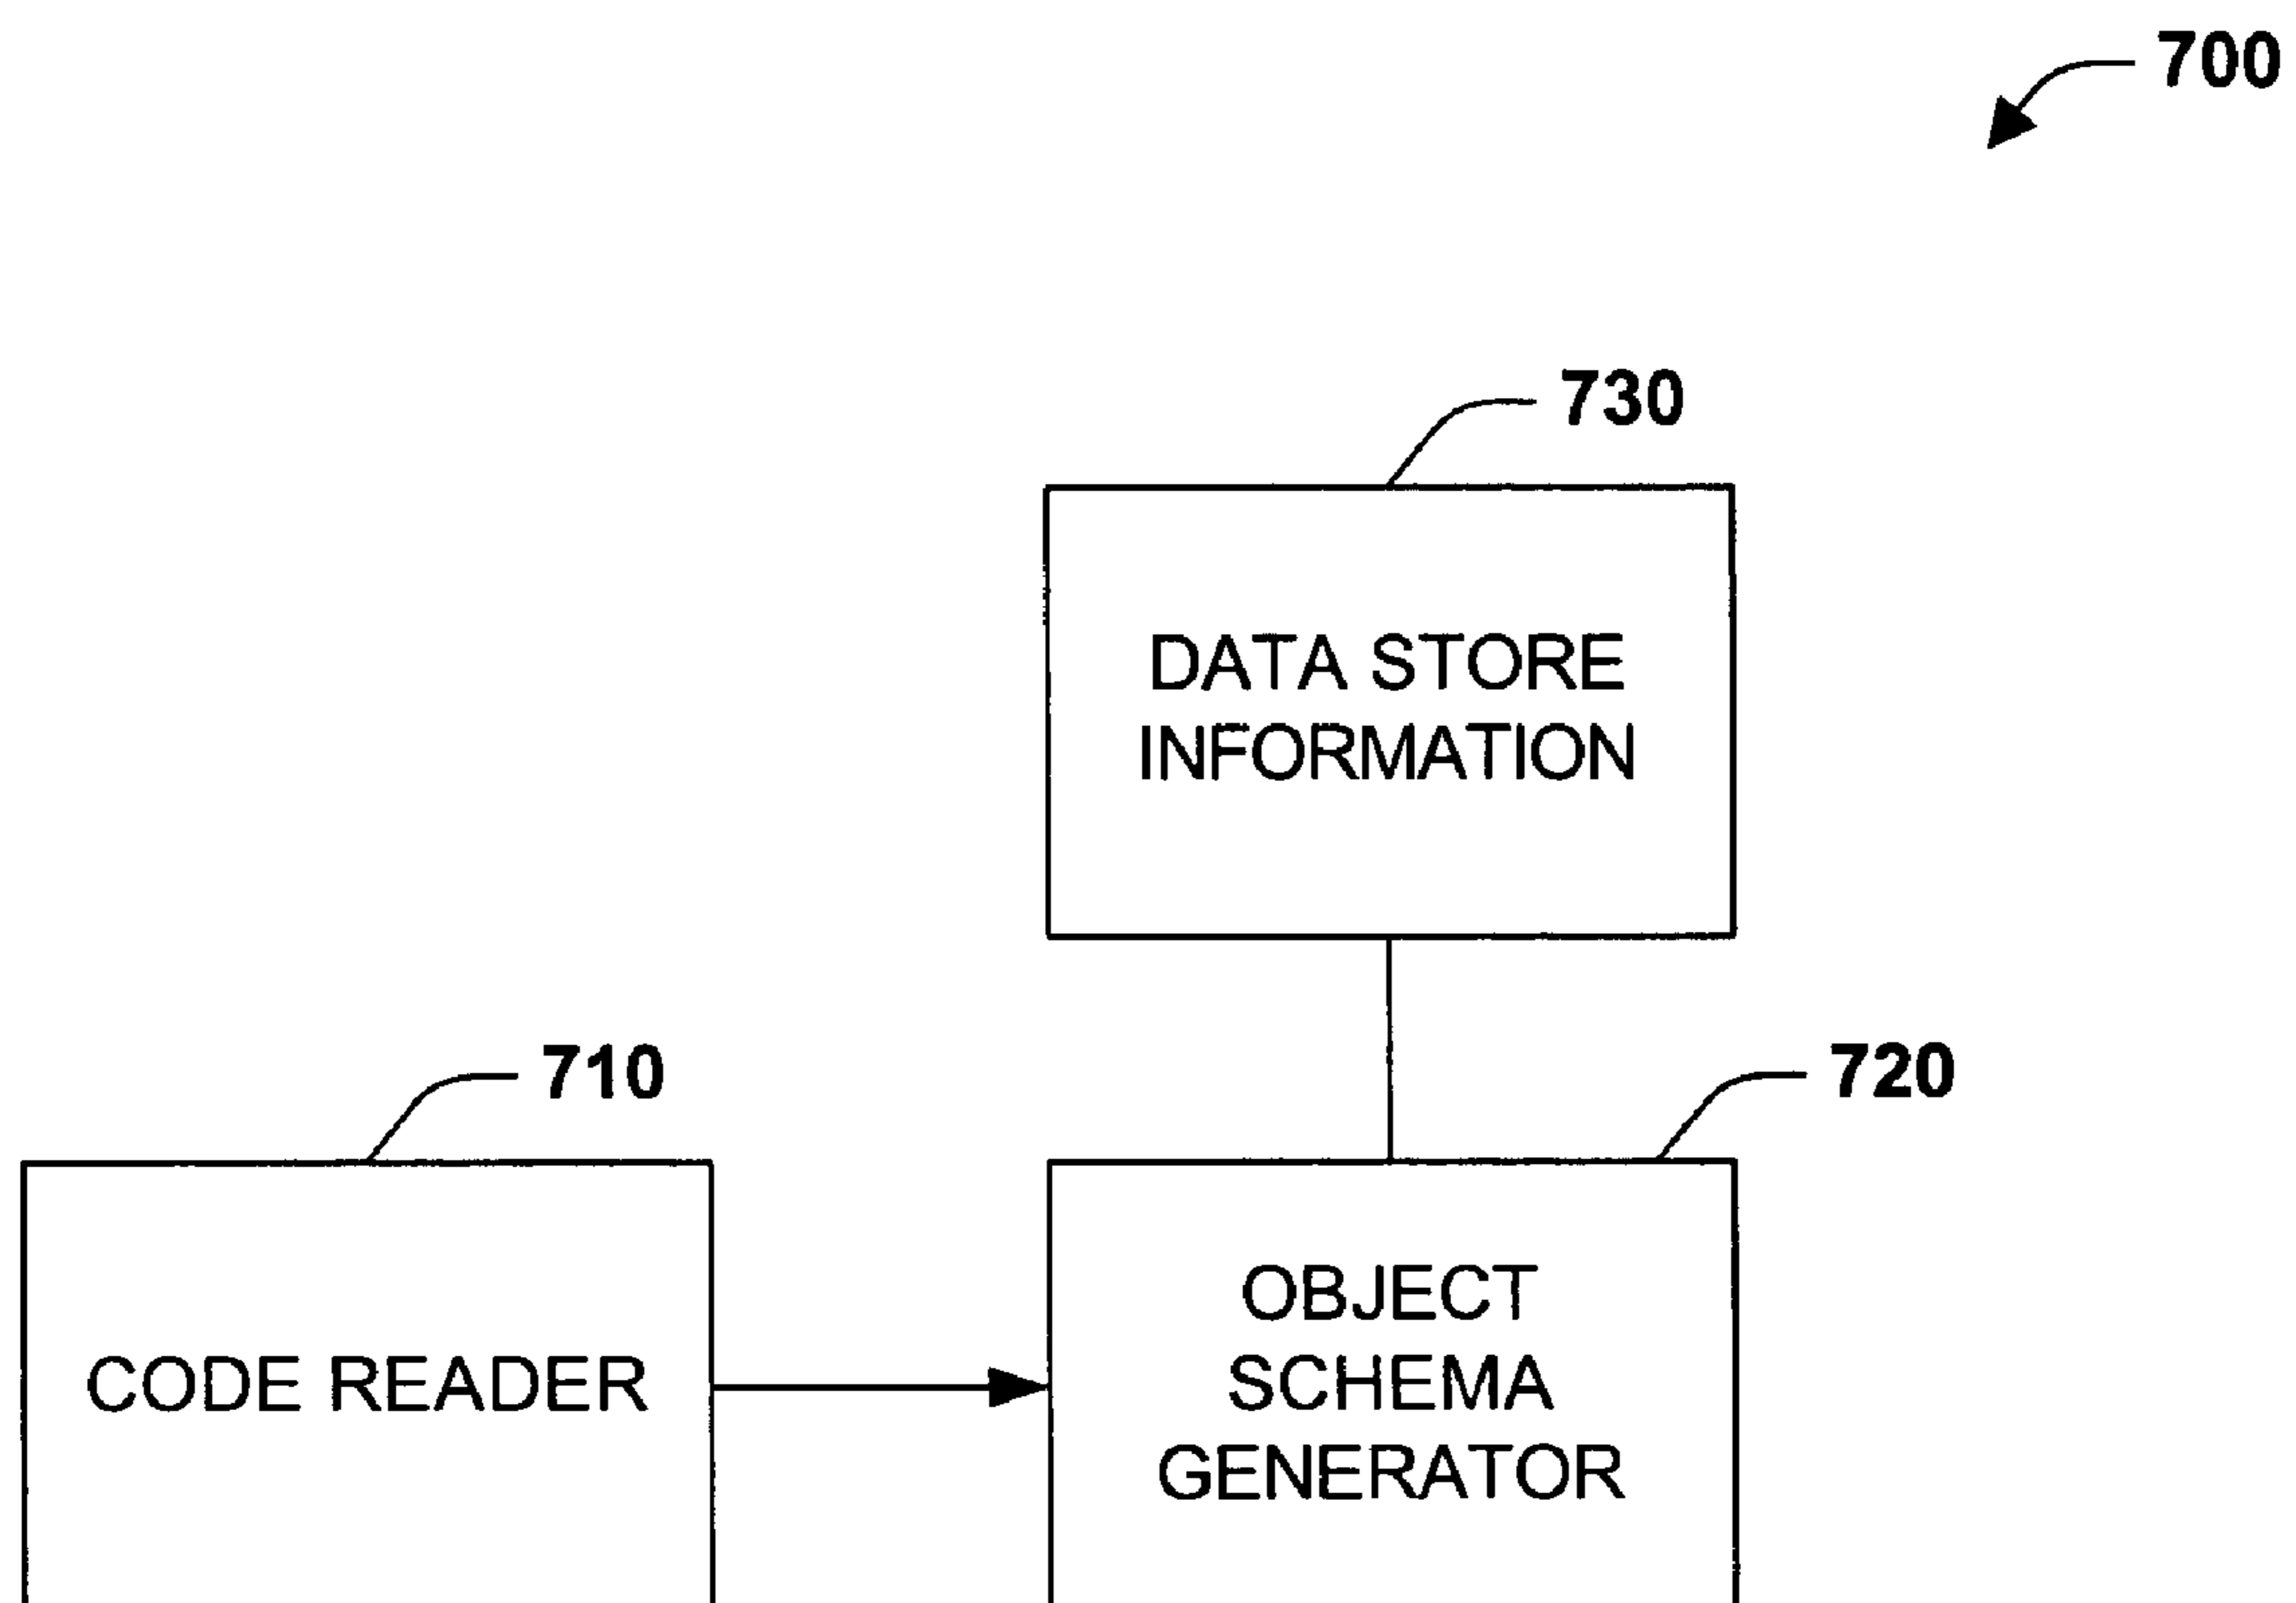 700
730
DATA STORE
INFORMATION
710
720
CODE READER
OBJECT
SCHEMA
GENERATOR